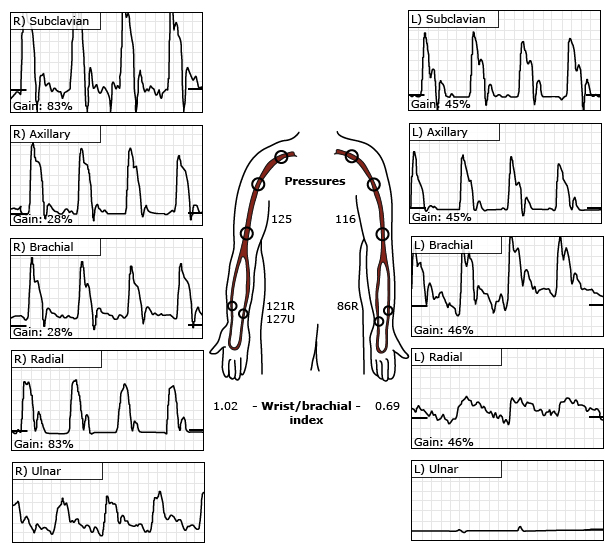 R) Subclavian
Gain: 83%
R) Axillary
Gain: 28%
R) Brachial
Gain: 28%
R) Radial
Gain: 83%
R) Ulnar
Pressures
125 116
121R 86R
127U
1.02 - Wrist/brachial - 0.69
index
L) Subclavian
Gain: 45%
L) Axillary
Gain: 45%
L) Brachial
Gain: 46%
L) Radial
Gain: 46%
L) Ulnar